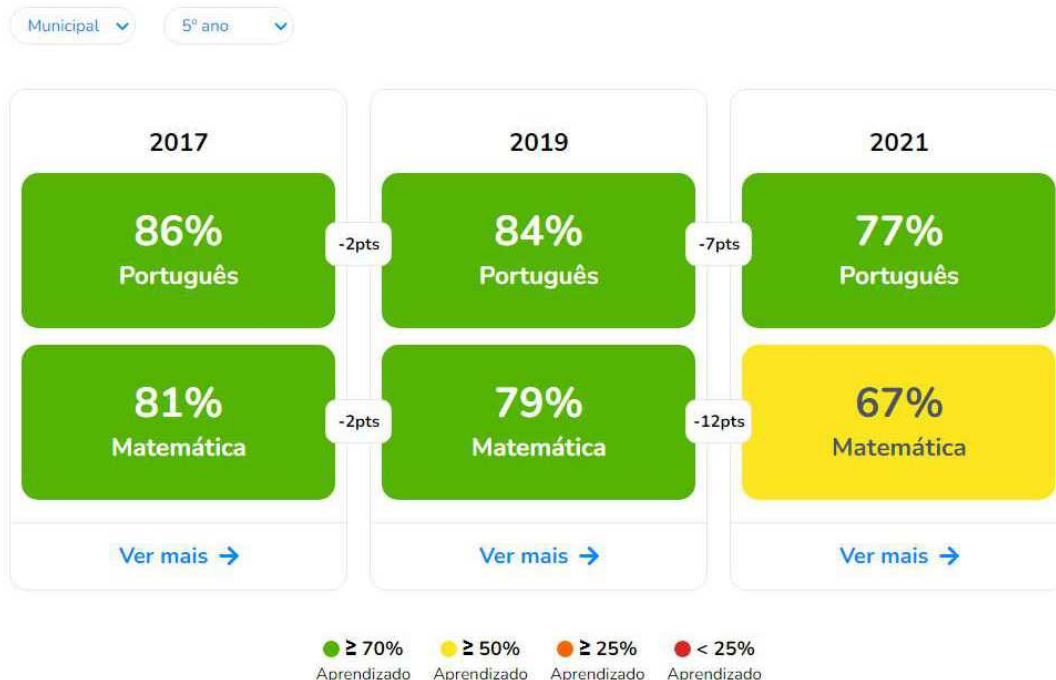 Municipal
5º ano
2017
2019
2021
86%
Português
-2pts
84%
Português
-7pts
77%
Português
81%
Matemática
-2pts
79%
Matemática
-12pts
67%
Matemática
Ver mais →
Ver mais →
Ver mais →
≥ 70%
Aprendizado
≥ 50%
Aprendizado
≥ 25%
Aprendizado
< 25%
Aprendizado